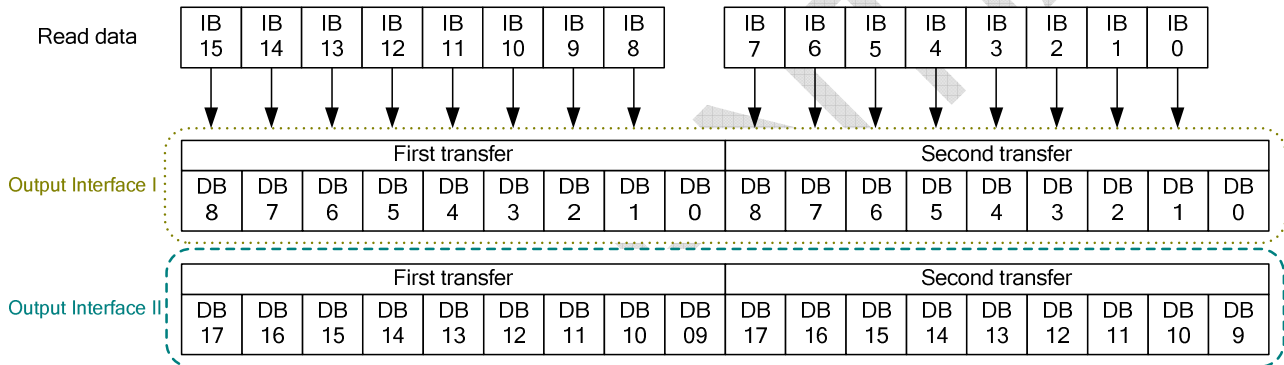 Read data IB 15 IB 14 IB 13 IB 12 IB 11 IB 10 IB 9 IB 8 IB 7 IB 6 IB 5 IB 4 IB 3 IB 2 IB 1 IB 0
First transfer Second transfer
Output Interface I DB 8 DB 7 DB 6 DB 5 DB 4 DB 3 DB 2 DB 1 DB 0 DB 8 DB 7 DB 6 DB 5 DB 4 DB 3 DB 2 DB 1 DB 0
First transfer Second transfer
Output Interface II DB 17 DB 16 DB 15 DB 14 DB 13 DB 12 DB 11 DB 10 DB 09 DB 17 DB 16 DB 15 DB 14 DB 13 DB 12 DB 11 DB 10 DB 9